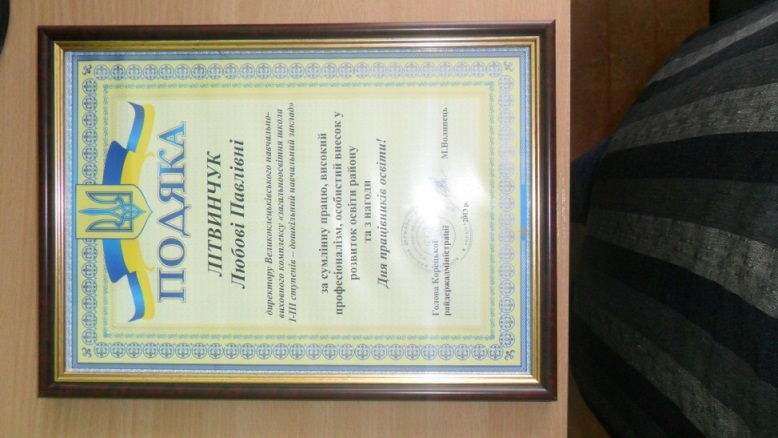 ПОДЯКА
ЛІТВИНЧУК
Любові Павлівні
директору Великоклецьківського навчально-
виховного комплексу «загальноосвітня школа
І-ІІІ ступенів – дошкільний навчальний заклад»
за сумлінну працю, високий
професіоналізм, особистий внесок у
розвиток освіти району
та з нагоди
Дня працівників освіти!
Голова Корецької
райдержадміністрації М.Волинець